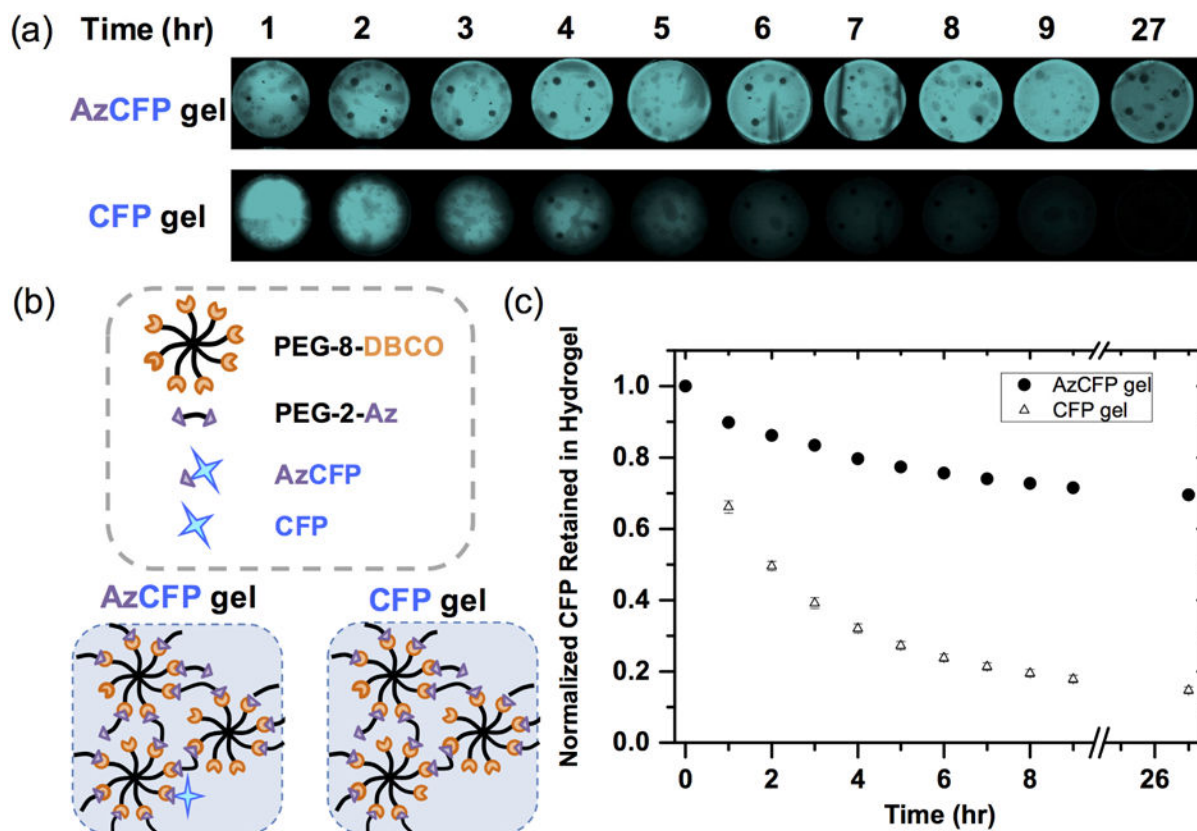 (a) Time (hr) 1 2 3 4 5 6 7 8 9 27
AzCFP gel
CFP gel
(b)
PEG-8-DBCO
PEG-2-Az
AzCFP
CFP
AzCFP gel CFP gel
(c)
Normalized CFP Retained in Hydrogel
1.0
0.8
0.6
0.4
0.2
0.0
AzCFP gel
CFP gel
0 2 4 6 8 26
Time (hr)